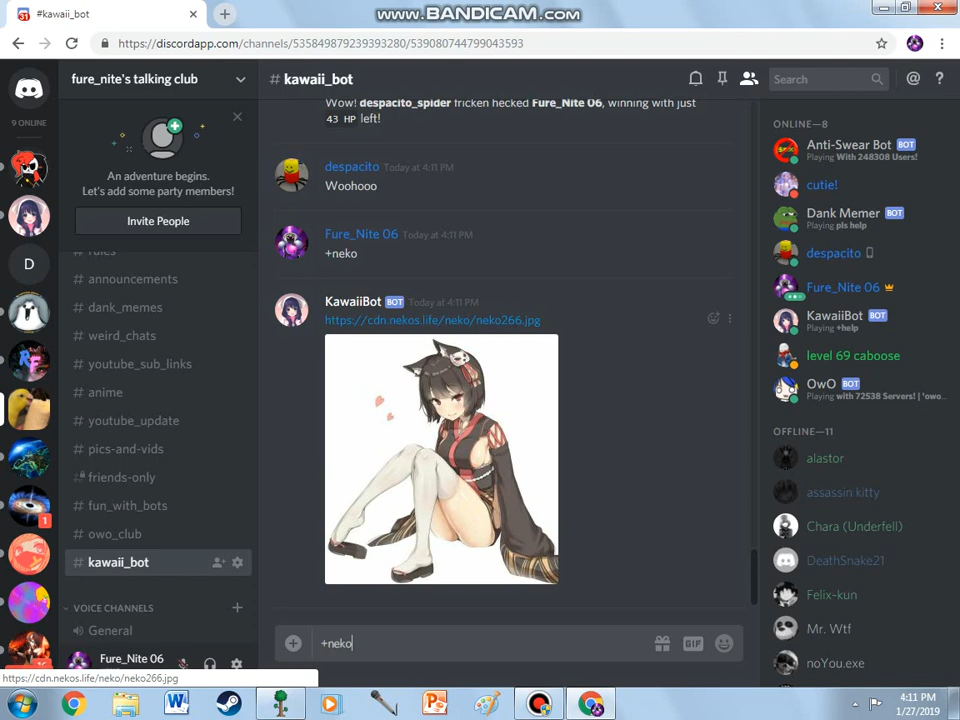 #kawaii_bot
www.BANDICAM.com
https://discordapp.com/channels/535849879239393280/539080744799043593
fure_nite's talking club
# kawaii_bot
Search
9 ONLINE
An adventure begins.
Let's add some party members!
Invite People
# rules
# announcements
# dank_memes
# weird_chats
# youtube_sub_links
# anime
# youtube_update
# pics-and-vids
friends-only
# fun_with_bots
# owo_club
# kawaii_bot
VOICE CHANNELS
General
Fure_Nite 06
D
1
Wow! despacito_spider fricken hecked Fure_Nite 06, winning with just
43 HP left!
despacito Today at 4:11 PM
Woohooo
Fure_Nite 06 Today at 4:11 PM
+neko
KawaiiBot BOT Today at 4:11 PM
https://cdn.nekos.life/neko/neko266.jpg
+neko
GIF
ONLINE—8
Anti-Swear Bot BOT
Playing With 248308 Users!
cutie!
Dank Memer BOT
Playing pls help
despacito
Fure_Nite 06
KawaiiBot BOT
Playing +help
level 69 caboose
OwO BOT
Playing with 72538 Servers! | 'owo...
OFFLINE—11
alastor
assassin kitty
Chara (Underfell)
DeathSnake21
Felix-kun
Mr. Wtf
noYou.exe
https://cdn.nekos.life/neko/neko266.jpg
4:11 PM
1/27/2019